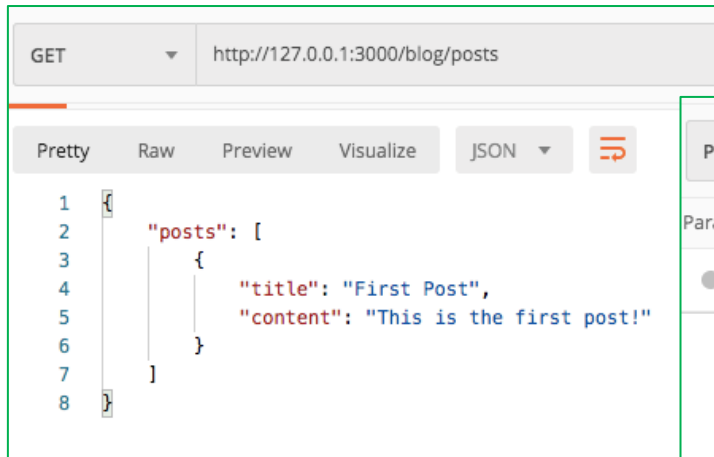 GET http://127.0.0.1:3000/blog/posts
Pretty Raw Preview Visualize JSON
1 {
2 "posts": [
3 {
4 "title": "First Post",
5 "content": "This is the first post!"
6 }
7 ]
8 }
P
Para